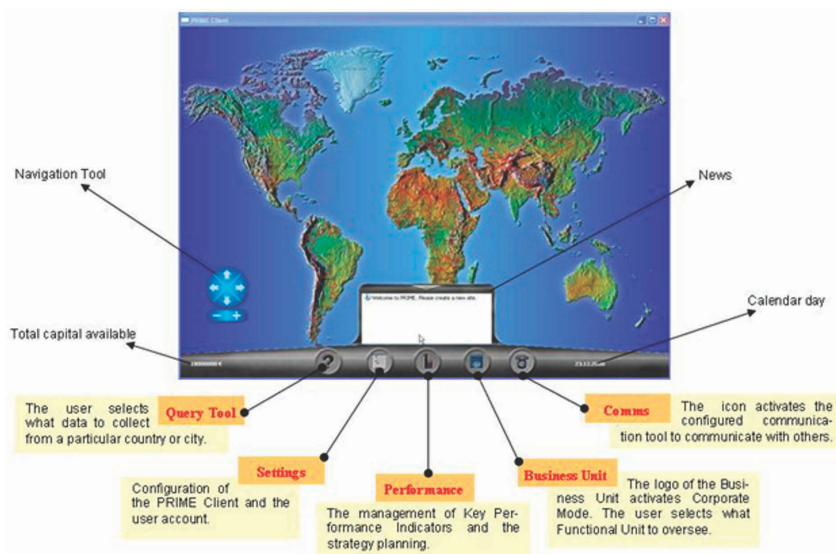 PRIME Client
Navigation Tool
News
Welcome to PRIME. Please create a new site.
Calendar day
Total capital available
The user selects
what data to collect
from a particular country or city.
Query Tool
Comms
The icon activates the
configured communica-
tion tool to communicate with others.
Settings
Configuration of
the PRIME Client and the
user account.
Performance
The management of Key Per-
formance Indicators and the
strategy planning.
Business Unit
The logo of the Busi-
ness Unit activates Corporate
Mode. The user selects what
Functional Unit to oversee.